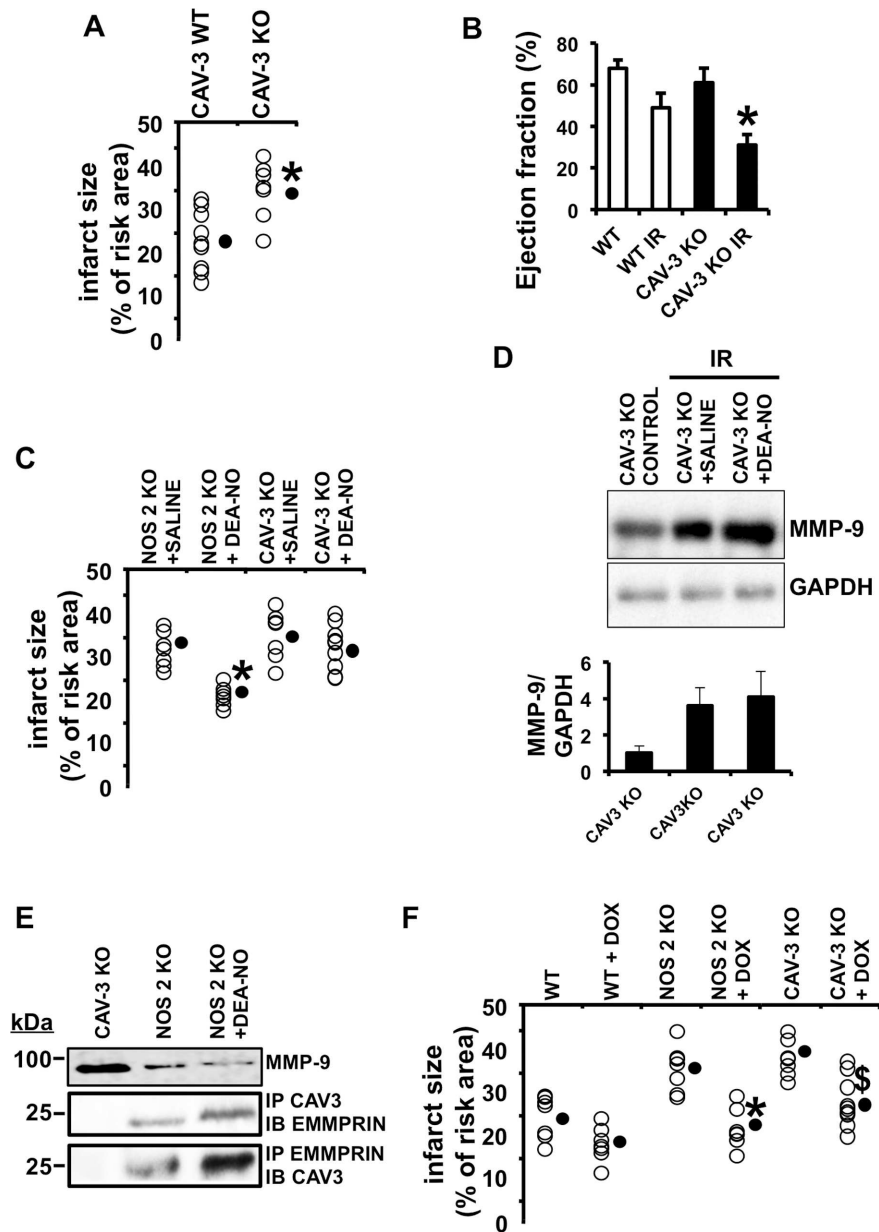 A
CAV-3 WT
CAV-3 KO
infarct size
(% of risk area)
50
40
30
20
10
0
*
B
Ejection fraction (%)
80
60
40
20
0
*
WT
WT IR
CAV-3 KO
CAV-3 KO IR
C
NOS 2 KO
+SALINE
NOS 2 KO
+ DEA-NO
CAV-3 KO
+SALINE
CAV-3 KO
+ DEA-NO
infarct size
(% of risk area)
50
40
30
20
10
0
*
D
IR
CAV-3 KO
CONTROL
CAV-3 KO
+SALINE
CAV-3 KO
+DEA-NO
MMP-9
GAPDH
MMP-9/
GAPDH
6
4
2
0
CAV3 KO
CAV3KO
CAV3 KO
E
CAV-3 KO
NOS 2 KO
NOS 2 KO
+DEA-NO
kDa
100
MMP-9
25
IP CAV3
IB EMMPRIN
25
IP EMMPRIN
IB CAV3
F
WT
WT + DOX
NOS 2 KO
NOS 2 KO
+ DOX
CAV-3 KO
CAV-3 KO
+ DOX
infarct size
(% of risk area)
50
40
30
20
10
0
*
$